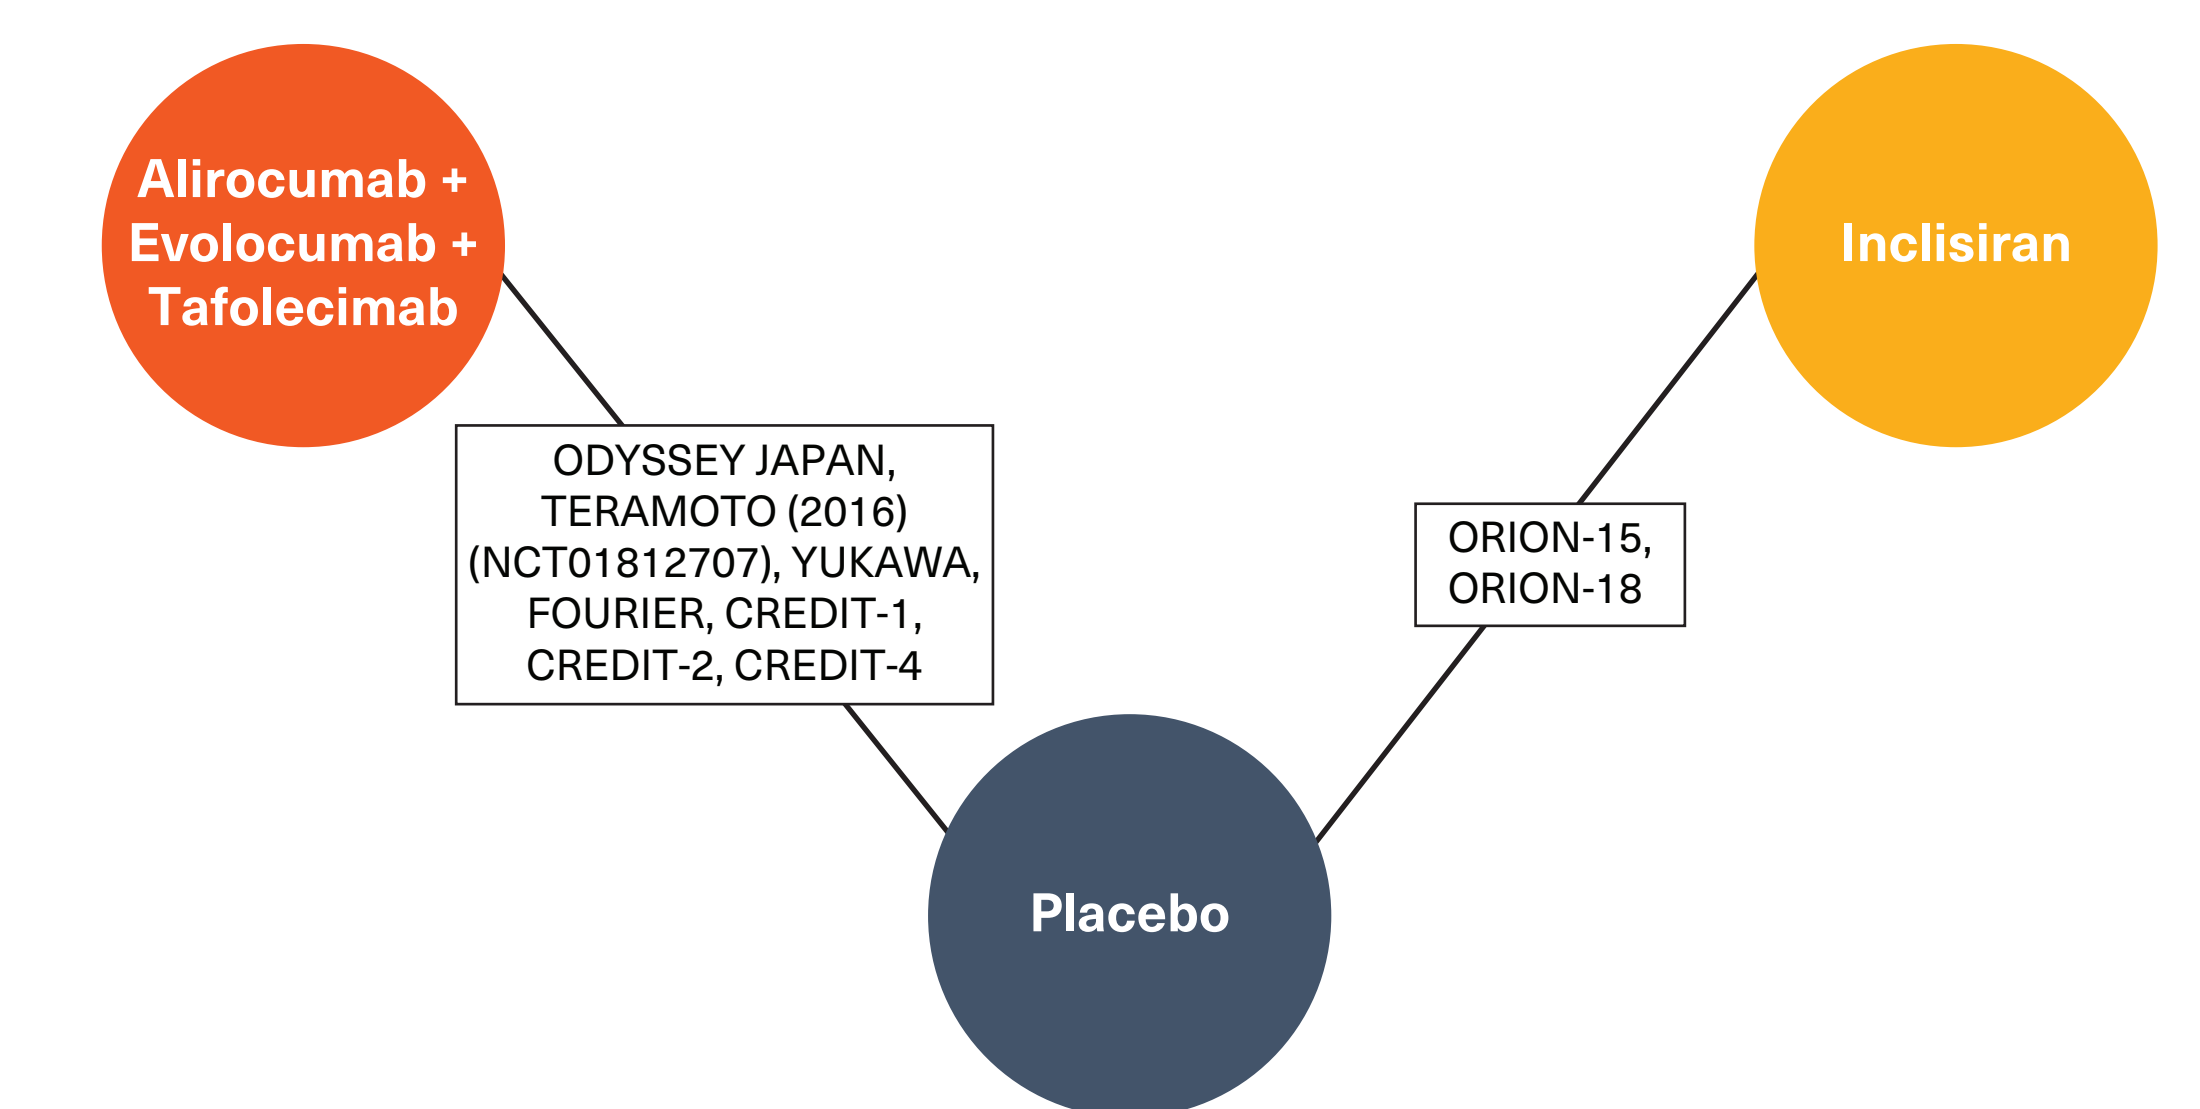 Alirocumab +
Evolocumab +
Tafolecimab
Inclisiran
ODYSSEY JAPAN,
TERAMOTO (2016)
(NCT01812707), YUKAWA,
FOURIER, CREDIT-1,
CREDIT-2, CREDIT-4
ORION-15,
ORION-18
Placebo